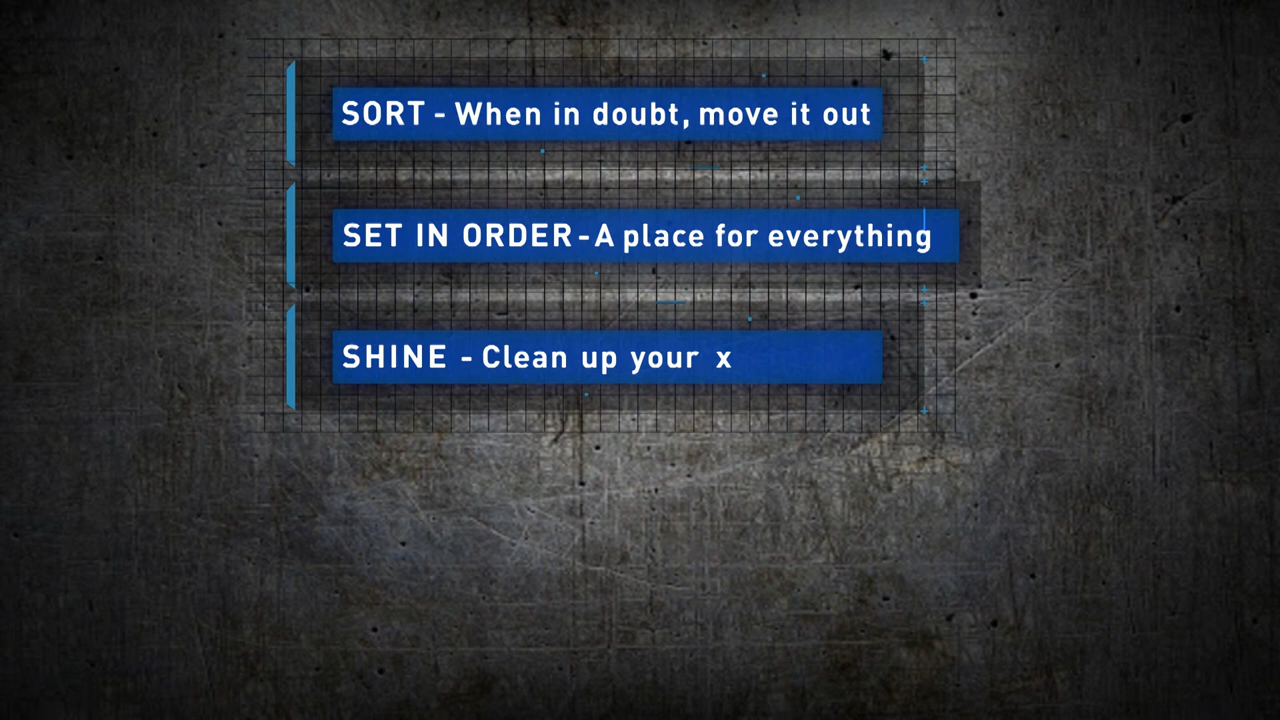 SORT - When in doubt, move it out
SET IN ORDER - A place for everything
SHINE - Clean up your x